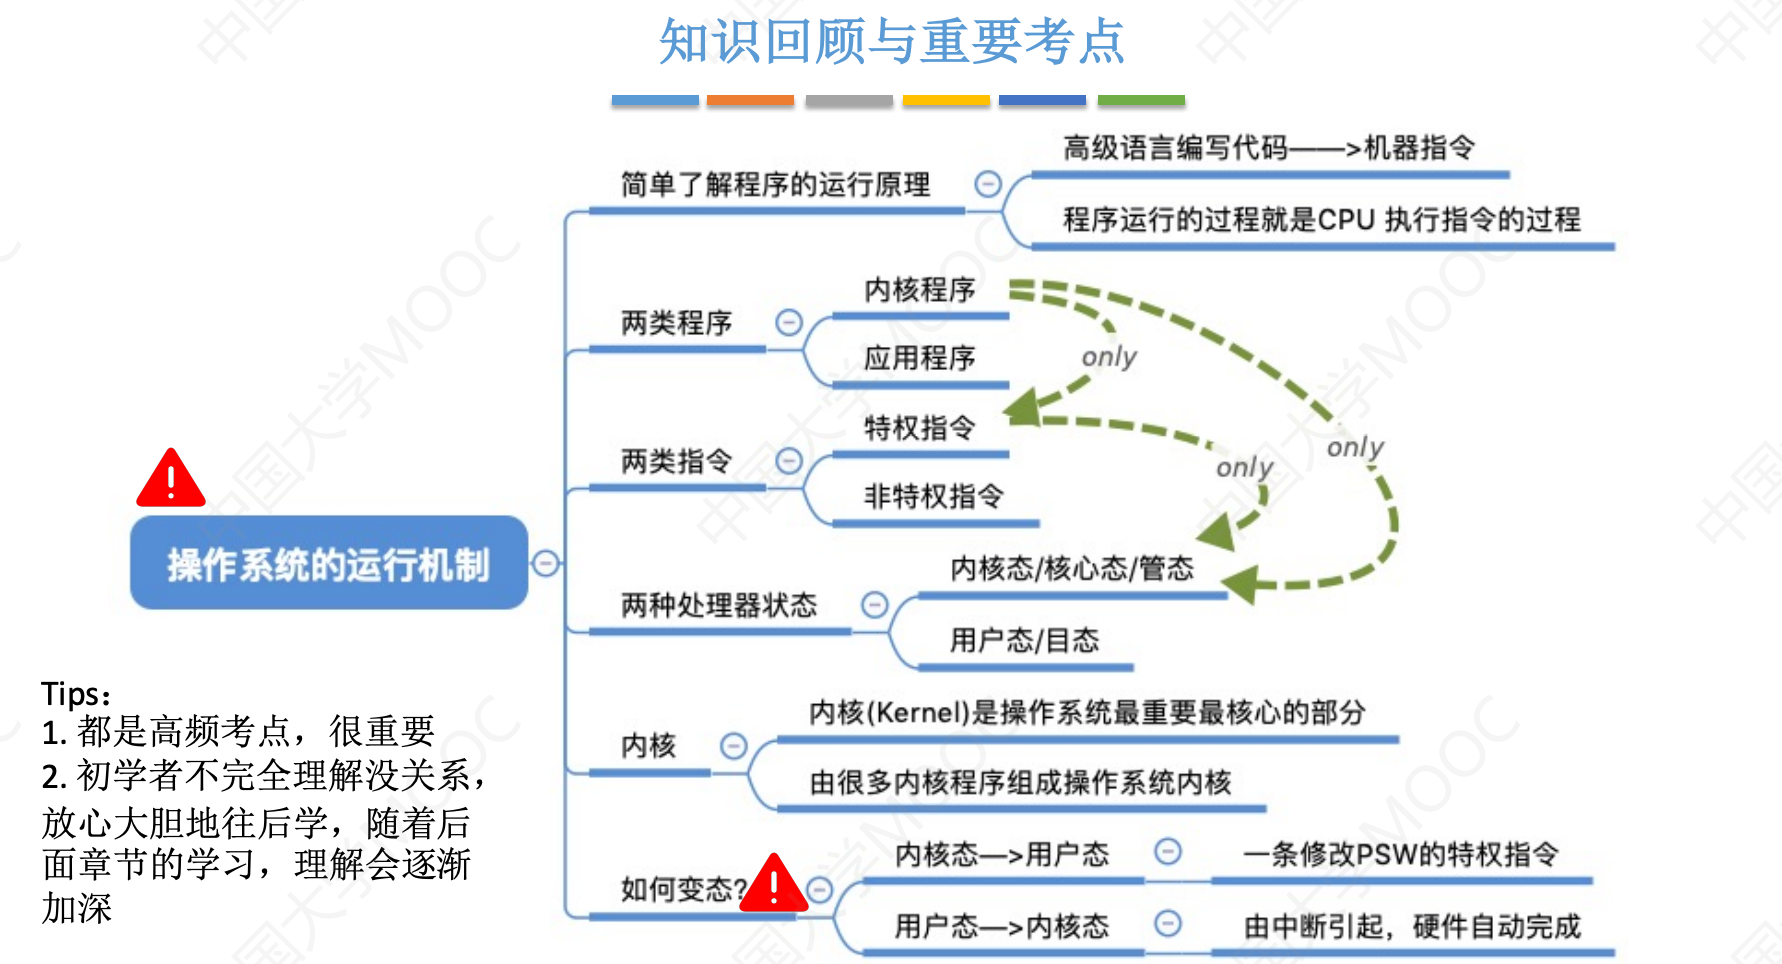 知识回顾与重要考点
高级语言编写代码——>机器指令
简单了解程序的运行原理
程序运行的过程就是CPU 执行指令的过程
内核程序
两类程序
应用程序
only
特权指令
两类指令
非特权指令
only
only
操作系统的运行机制
内核态/核心态/管态
两种处理器状态
用户态/目态
内核(Kernel)是操作系统最重要最核心的部分
内核
由很多内核程序组成操作系统内核
内核态—>用户态
一条修改PSW的特权指令
如何变态?
用户态—>内核态
由中断引起，硬件自动完成
Tips：
1. 都是高频考点，很重要
2. 初学者不完全理解没关系，
放心大胆地往后学，随着后
面章节的学习，理解会逐渐
加深
中国大学MOOC